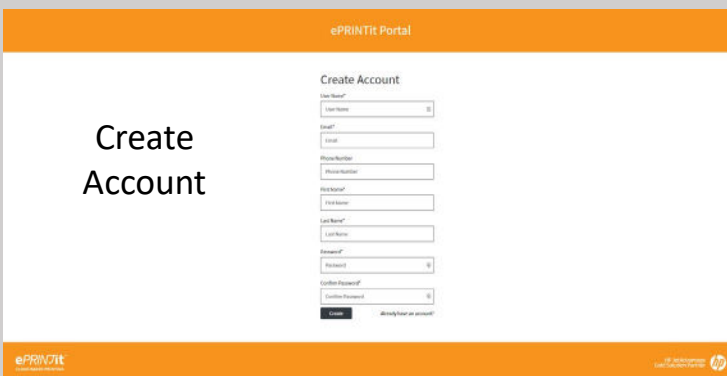 ePRINTit Portal
Create
Account
Create Account
User Name*
User Name
Email*
Email
Phone Number
Phone Number
First Name*
First Name
Last Name*
Last Name
Password*
Password
Confirm Password*
Confirm Password
Create
Already have an account?
ePRINTit
hp